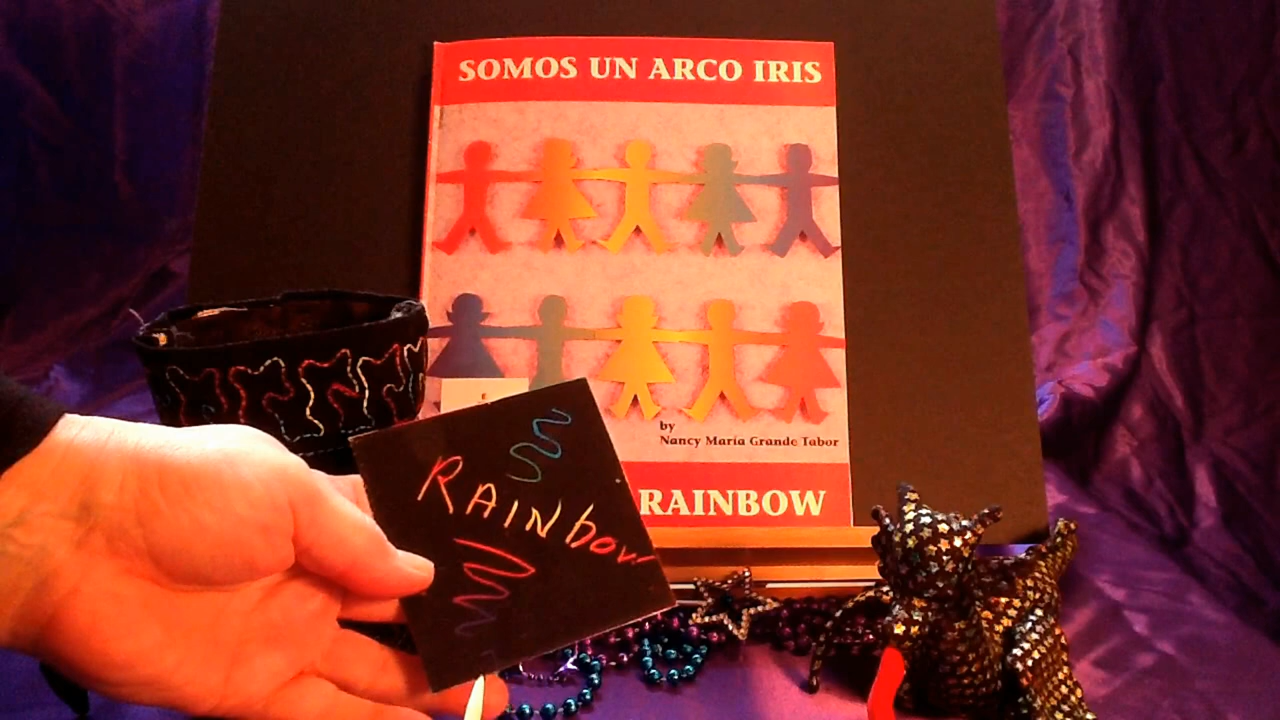 SOMOS UN ARCO IRIS
by
Nancy María Grande Tabor
RAINBOW
RAINbow